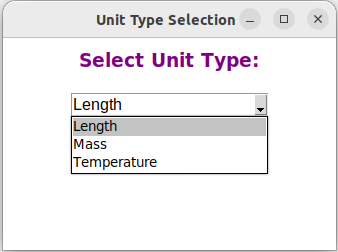 Unit Type Selection
Select Unit Type:
Length
Length
Mass
Temperature